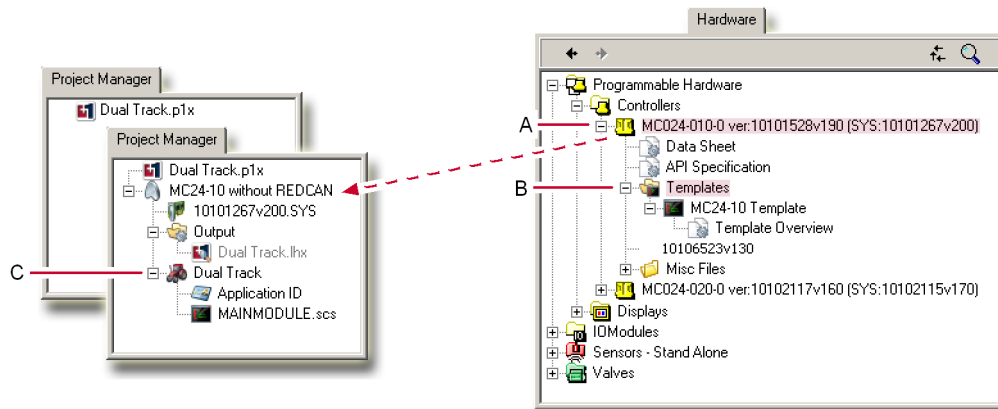 Project Manager
Dual Track.p1x
Project Manager
Dual Track.p1x
MC24-10 without REDCAN
10101267v200.SYS
Output
Dual Track.lhx
C
Dual Track
Application ID
MAINMODULE.scs
Hardware
Programmable Hardware
Controllers
A
MC024-010-0 ver:10101528v190 (SYS:10101267v200)
Data Sheet
API Specification
B
Templates
MC24-10 Template
Template Overview
10106523v130
Misc Files
MC024-020-0 ver:10102117v160 (SYS:10102115v170)
Displays
IOModules
Sensors - Stand Alone
Valves